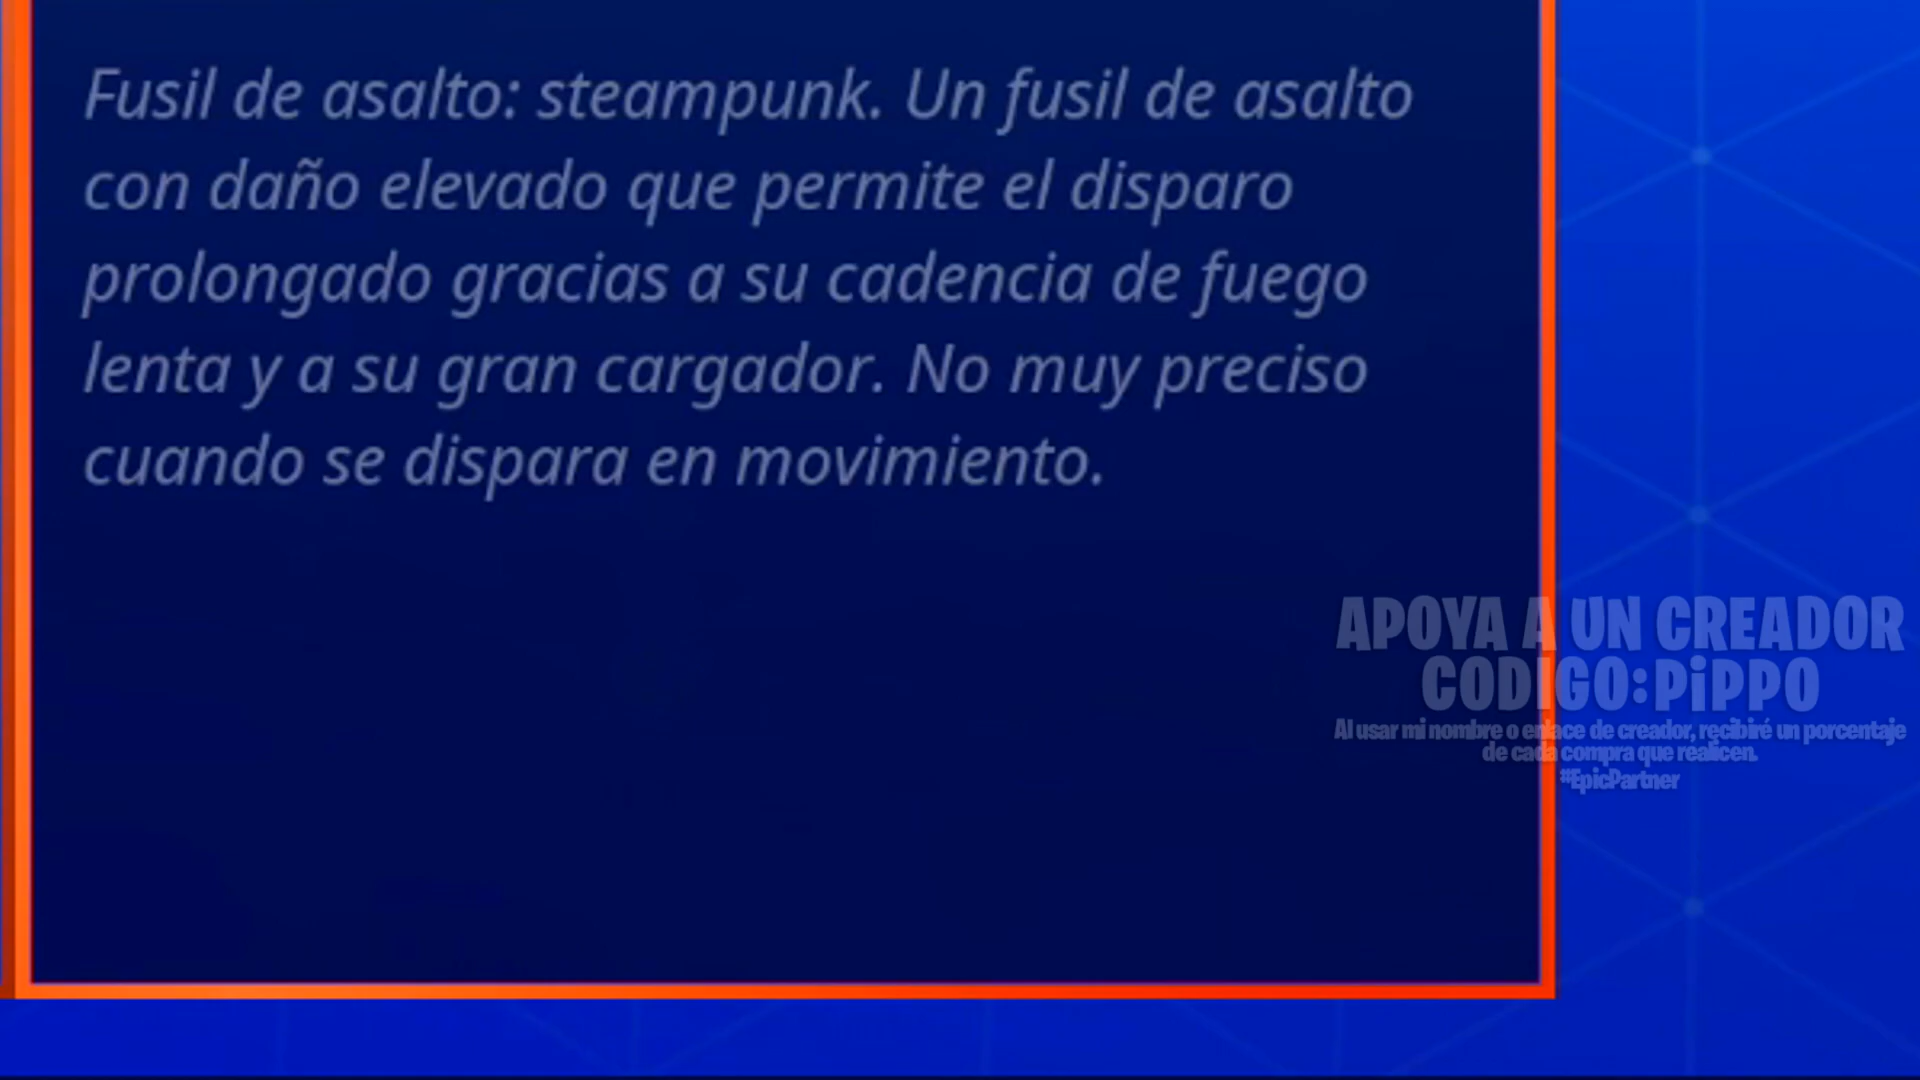 Fusil de asalto: steampunk. Un fusil de asalto
con daño elevado que permite el disparo
prolongado gracias a su cadencia de fuego
lenta y a su gran cargador. No muy preciso
cuando se dispara en movimiento.
APOYA A UN CREADOR
CODIGO:PiPPO
Al usar mi nombre o enlace de creador, recibiré un porcentaje
de cada compra que realicen.
#EpicPartner